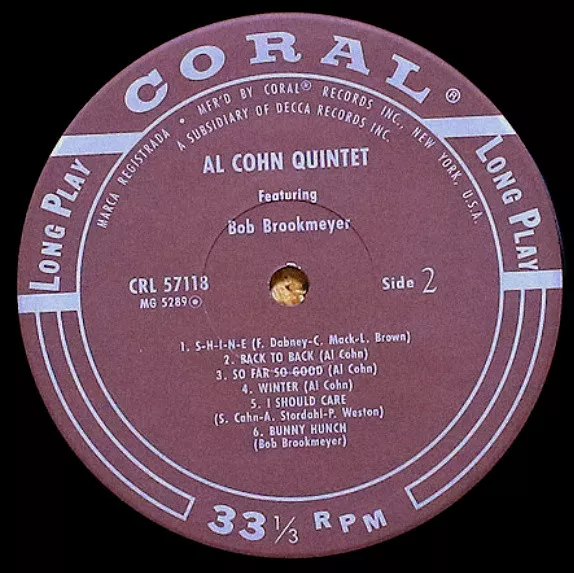 CORAL®
MARCA REGISTRADA • MFR'D BY CORAL® RECORDS INC., NEW YORK, U.S.A.
A SUBSIDIARY OF DECCA RECORDS INC.
LONG PLAY
LONG PLAY
AL COHN QUINTET
Featuring
Bob Brookmeyer
CRL 57118
MG 5289
Side 2
1. S-H-I-N-E (F. Dabney-C. Mack-L. Brown)
2. BACK TO BACK (Al Cohn)
3. SO FAR SO GOOD (Al Cohn)
4. WINTER (Al Cohn)
5. I SHOULD CARE
(S. Cahn-A. Stordahl-P. Weston)
6. BUNNY HUNCH
(Bob Brookmeyer)
33 1/3 RPM